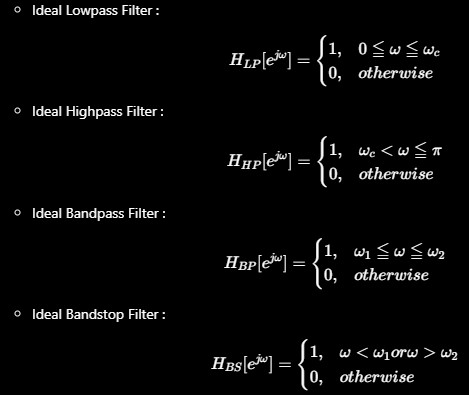 Ideal Lowpass Filter :
H_{LP}[e^{jω}] = { 1, 0 ≦ ω ≦ ω_c
0, otherwise
Ideal Highpass Filter :
H_{HP}[e^{jω}] = { 1, ω_c < ω ≦ π
0, otherwise
Ideal Bandpass Filter :
H_{BP}[e^{jω}] = { 1, ω_1 ≦ ω ≦ ω_2
0, otherwise
Ideal Bandstop Filter :
H_{BS}[e^{jω}] = { 1, ω < ω_1 or ω > ω_2
0, otherwise